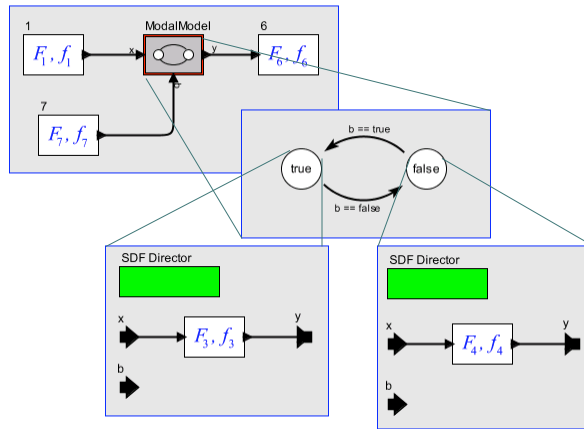 1
ModalModel
6
F₁, f₁
x
y
F₆, f₆
b
7
F₇, f₇
b == true
true
false
b == false
SDF Director
x
y
F₃, f₃
b
SDF Director
x
y
F₄, f₄
b